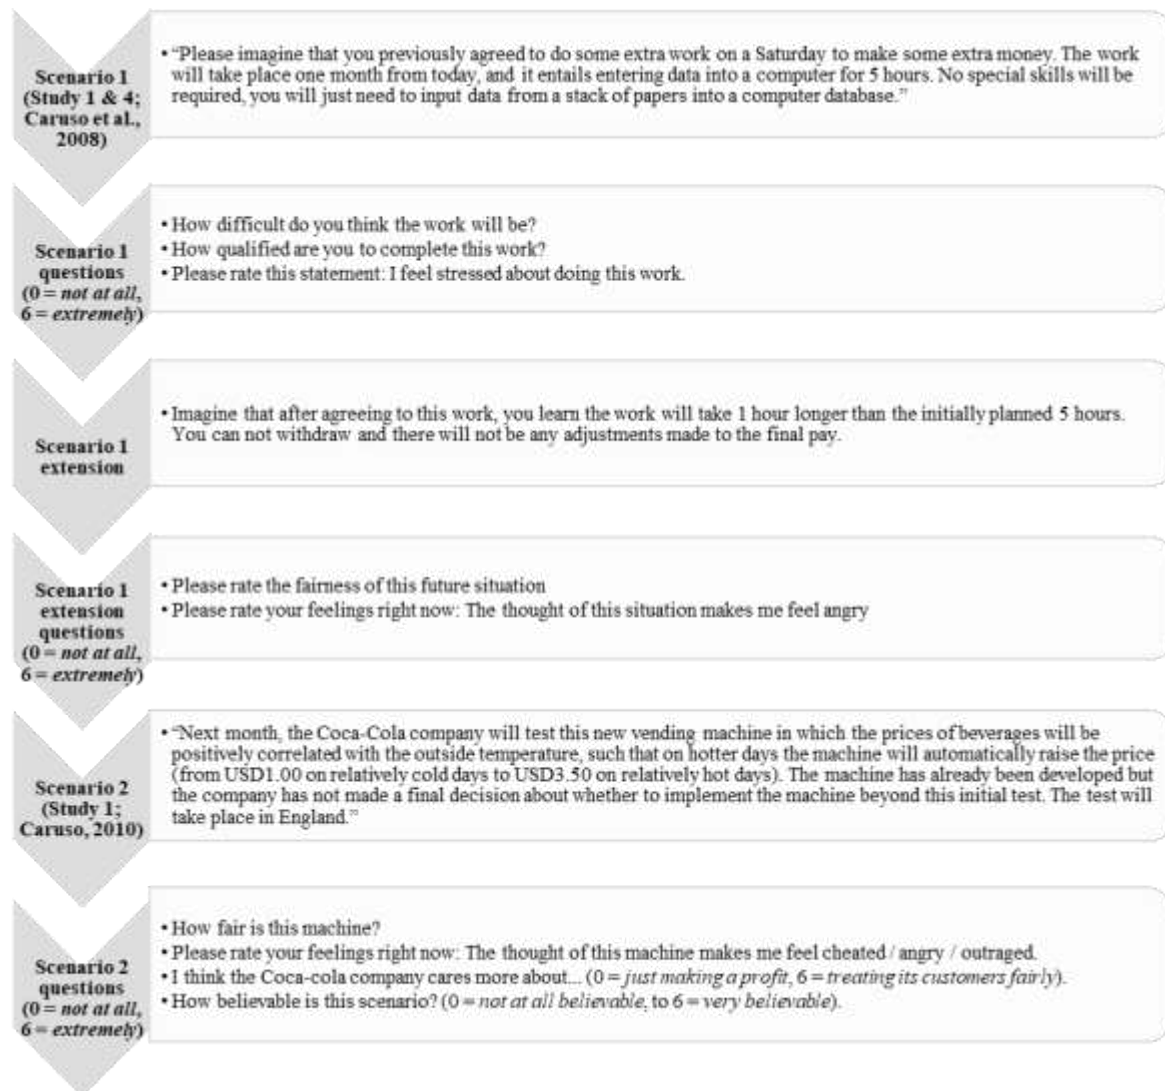 Scenario 1
(Study 1 & 4;
Caruso et al.,
2008)
• “Please imagine that you previously agreed to do some extra work on a Saturday to make some extra money. The work
will take place one month from today, and it entails entering data into a computer for 5 hours. No special skills will be
required, you will just need to input data from a stack of papers into a computer database.”
Scenario 1
questions
(0 = not at all,
6 = extremely)
• How difficult do you think the work will be?
• How qualified are you to complete this work?
• Please rate this statement: I feel stressed about doing this work.
Scenario 1
extension
• Imagine that after agreeing to this work, you learn the work will take 1 hour longer than the initially planned 5 hours.
You can not withdraw and there will not be any adjustments made to the final pay.
Scenario 1
extension
questions
(0 = not at all,
6 = extremely)
• Please rate the fairness of this future situation
• Please rate your feelings right now: The thought of this situation makes me feel angry
Scenario 2
(Study 1;
Caruso, 2010)
• “Next month, the Coca-Cola company will test this new vending machine in which the prices of beverages will be
positively correlated with the outside temperature, such that on hotter days the machine will automatically raise the price
(from USD1.00 on relatively cold days to USD3.50 on relatively hot days). The machine has already been developed but
the company has not made a final decision about whether to implement the machine beyond this initial test. The test will
take place in England.”
Scenario 2
questions
(0 = not at all,
6 = extremely)
• How fair is this machine?
• Please rate your feelings right now: The thought of this machine makes me feel cheated / angry / outraged.
• I think the Coca-cola company cares more about... (0 = just making a profit, 6 = treating its customers fairly).
• How believable is this scenario? (0 = not at all believable, to 6 = very believable).